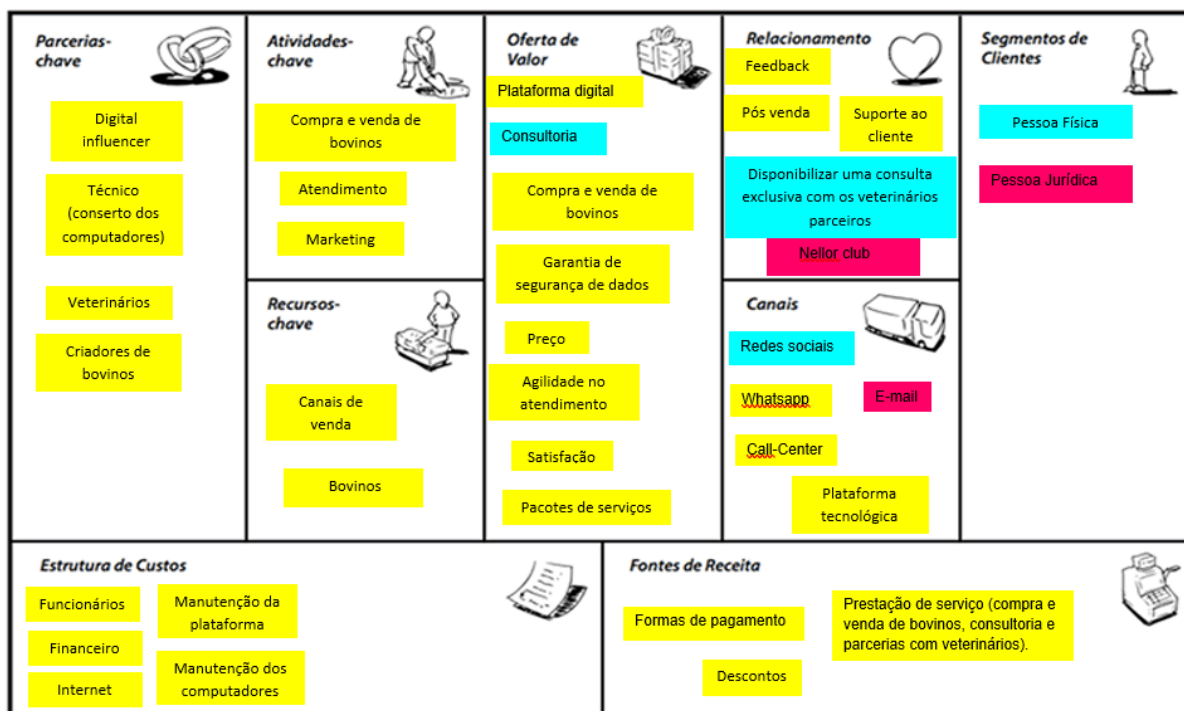 Parcerias-
chave
Digital
influencer
Técnico
(conserto dos
computadores)
Veterinários
Criadores de
bovinos
Atividades-
chave
Compra e venda de
bovinos
Atendimento
Marketing
Recursos-
chave
Canais de
venda
Bovinos
Oferta de
Valor
Plataforma digital
Consultoria
Compra e venda de
bovinos
Garantia de
segurança de dados
Preço
Agilidade no
atendimento
Satisfação
Pacotes de serviços
Relacionamento
Feedback
Pós venda
Suporte ao
cliente
Disponibilizar uma consulta
exclusiva com os veterinários
parceiros
Nellor club
Canais
Redes sociais
Whatsapp
E-mail
Call-Center
Plataforma
tecnológica
Segmentos de
Clientes
Pessoa Física
Pessoa Jurídica
Estrutura de Custos
Funcionários
Manutenção da
plataforma
Financeiro
Internet
Manutenção dos
computadores
Fontes de Receita
Formas de pagamento
Prestação de serviço (compra e
venda de bovinos, consultoria e
parcerias com veterinários).
Descontos